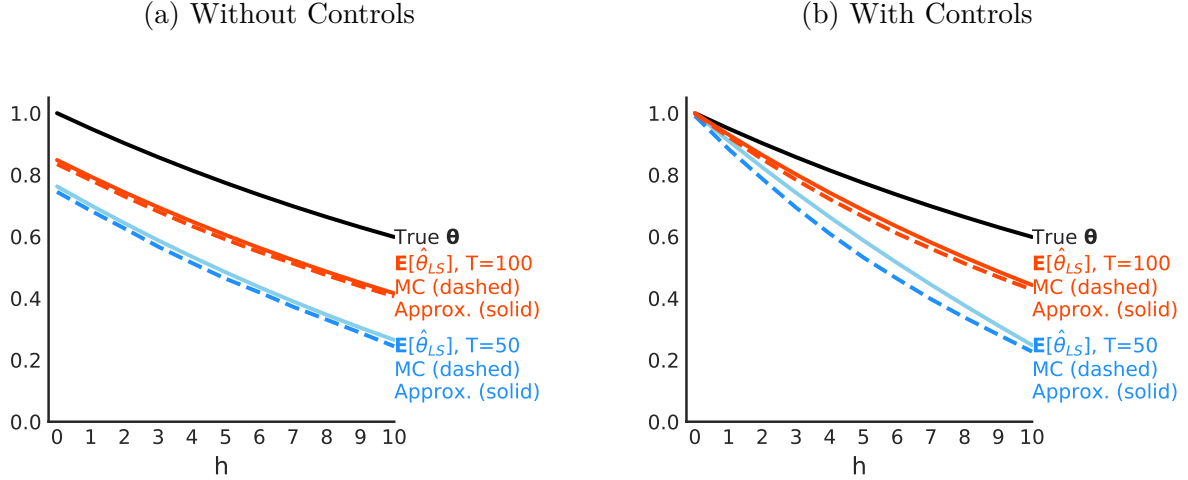 (a) Without Controls
1.0
0.8
0.6
0.4
0.2
0.0
0 1 2 3 4 5 6 7 8 9 10
h
True θ
E[θ̂_LS], T=100
MC (dashed)
Approx. (solid)
E[θ̂_LS], T=50
MC (dashed)
Approx. (solid)
(b) With Controls
1.0
0.8
0.6
0.4
0.2
0.0
0 1 2 3 4 5 6 7 8 9 10
h
True θ
E[θ̂_LS], T=100
MC (dashed)
Approx. (solid)
E[θ̂_LS], T=50
MC (dashed)
Approx. (solid)